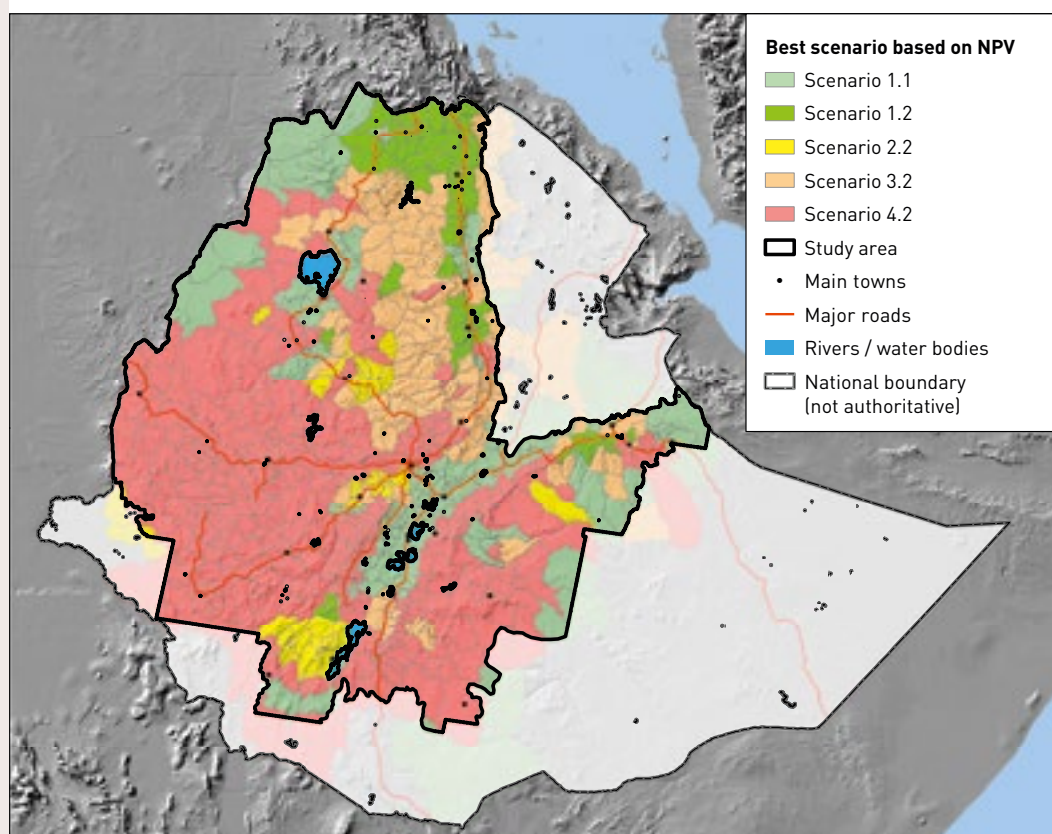 Best scenario based on NPV
Scenario 1.1
Scenario 1.2
Scenario 2.2
Scenario 3.2
Scenario 4.2
Study area
Main towns
Major roads
Rivers / water bodies
National boundary
(not authoritative)